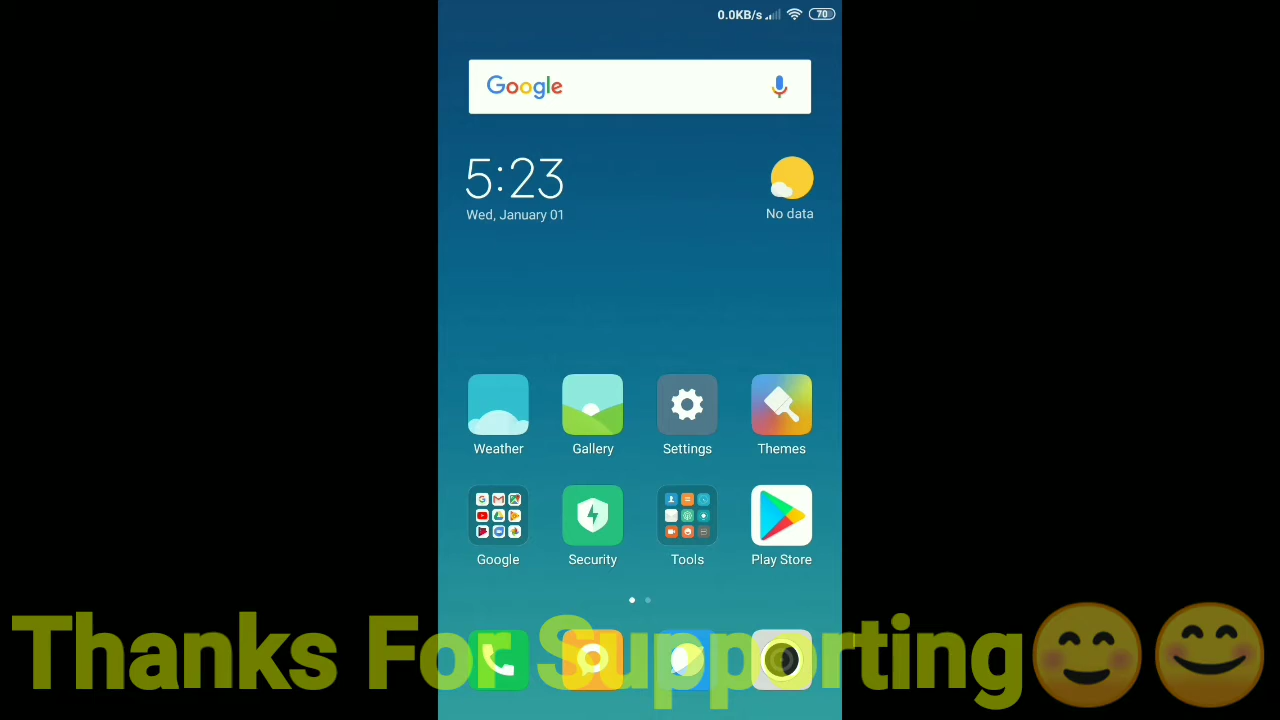 0.0KB/s 70
Google
5:23
Wed, January 01
No data
Weather Gallery Settings Themes
Google Security Tools Play Store
Thanks For Supporting😊😊